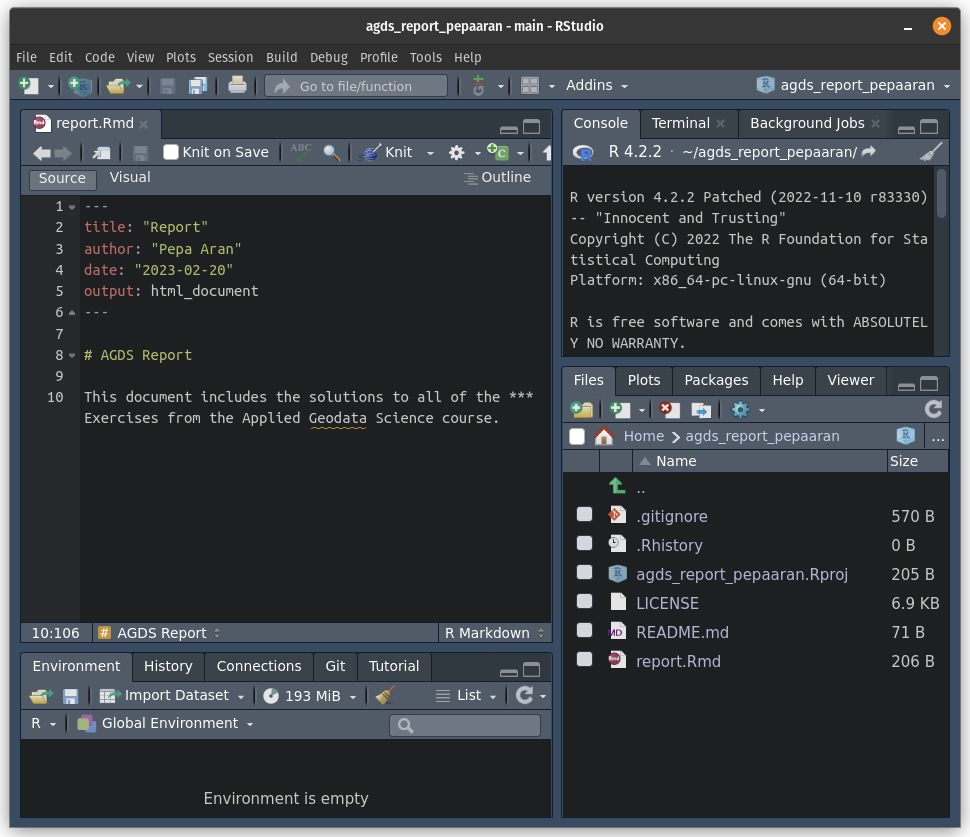 agds_report_pepaaran - main - RStudio
File Edit Code View Plots Session Build Debug Profile Tools Help
Go to file/function Addins agds_report_pepaaran
report.Rmd
Knit on Save ABC Knit C
Source Visual Outline
1 ---
2 title: "Report"
3 author: "Pepa Aran"
4 date: "2023-02-20"
5 output: html_document
6 ---
7
8 # AGDS Report
9
10 This document includes the solutions to all of the ***
Exercises from the Applied Geodata Science course.
10:106 # AGDS Report R Markdown
Environment History Connections Git Tutorial
Import Dataset 193 MiB List
R Global Environment
Environment is empty
Console Terminal Background Jobs
R R 4.2.2 · ~/agds_report_pepaaran/
R version 4.2.2 Patched (2022-11-10 r83330)
-- "Innocent and Trusting"
Copyright (C) 2022 The R Foundation for Sta
tistical Computing
Platform: x86_64-pc-linux-gnu (64-bit)
R is free software and comes with ABSOLUTEL
Y NO WARRANTY.
Files Plots Packages Help Viewer
Home agds_report_pepaaran R ...
Name Size
..
.gitignore 570 B
.Rhistory 0 B
agds_report_pepaaran.Rproj 205 B
LICENSE 6.9 KB
MD README.md 71 B
report.Rmd 206 B